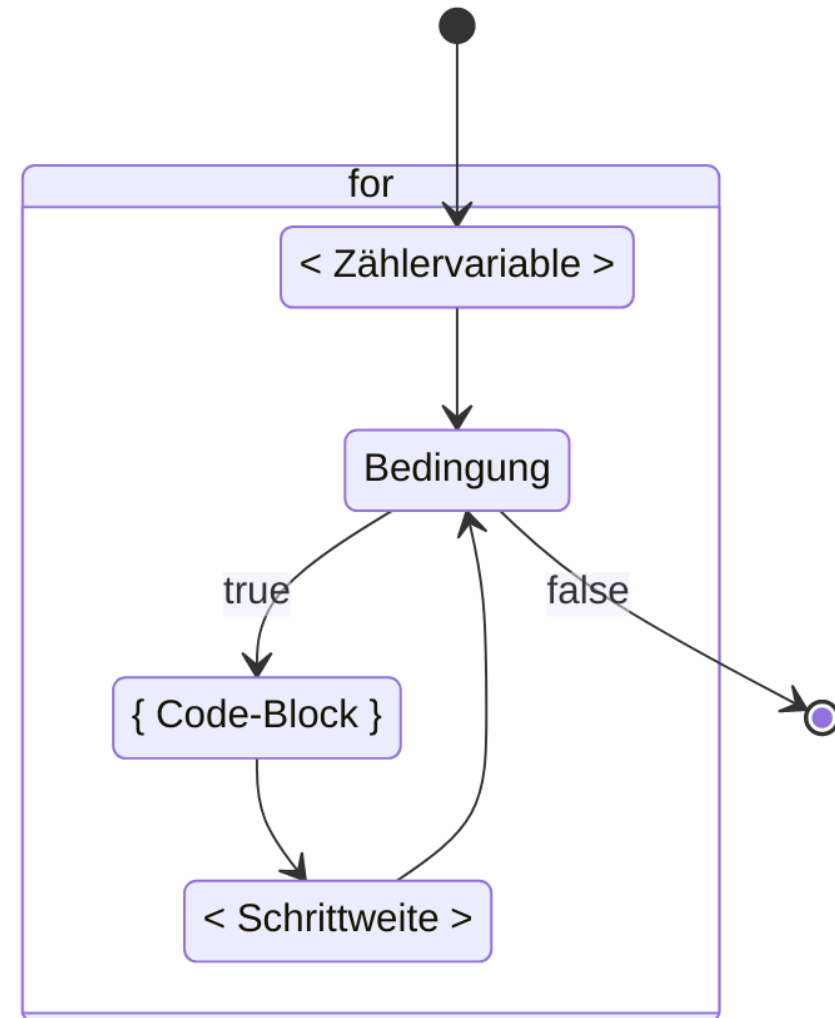 for
< Zählervariable >
Bedingung
true
false
{ Code-Block }
< Schrittweite >